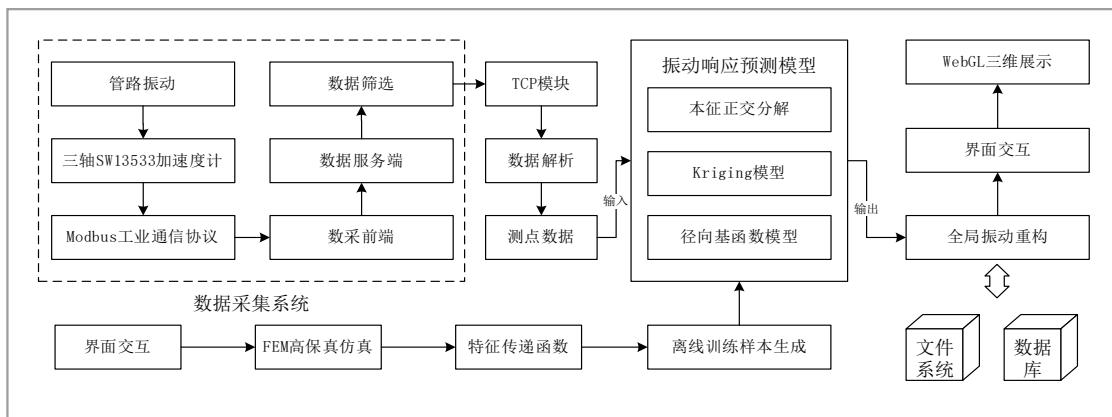 管路振动
三轴SW13533加速度计
Modbus工业通信协议
数采前端
数据服务端
数据筛选
数据采集系统
TCP模块
数据解析
测点数据
输入
振动响应预测模型
本征正交分解
Kriging模型
径向基函数模型
输出
WebGL三维展示
界面交互
全局振动重构
文件
系统
数据
库
界面交互
FEM高保真仿真
特征传递函数
离线训练样本生成